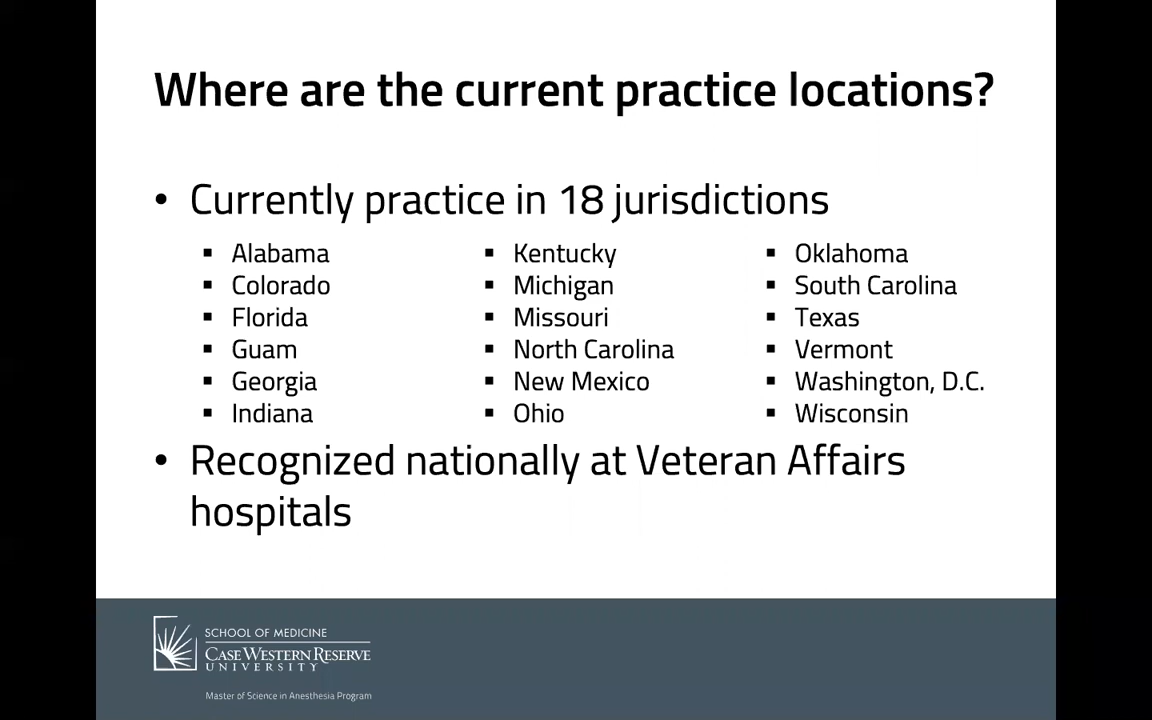 Where are the current practice locations?
• Currently practice in 18 jurisdictions
▪ Alabama
▪ Colorado
▪ Florida
▪ Guam
▪ Georgia
▪ Indiana
▪ Kentucky
▪ Michigan
▪ Missouri
▪ North Carolina
▪ New Mexico
▪ Ohio
▪ Oklahoma
▪ South Carolina
▪ Texas
▪ Vermont
▪ Washington, D.C.
▪ Wisconsin
• Recognized nationally at Veteran Affairs
hospitals
SCHOOL OF MEDICINE
CASE WESTERN RESERVE
UNIVERSITY
Master of Science in Anesthesia Program